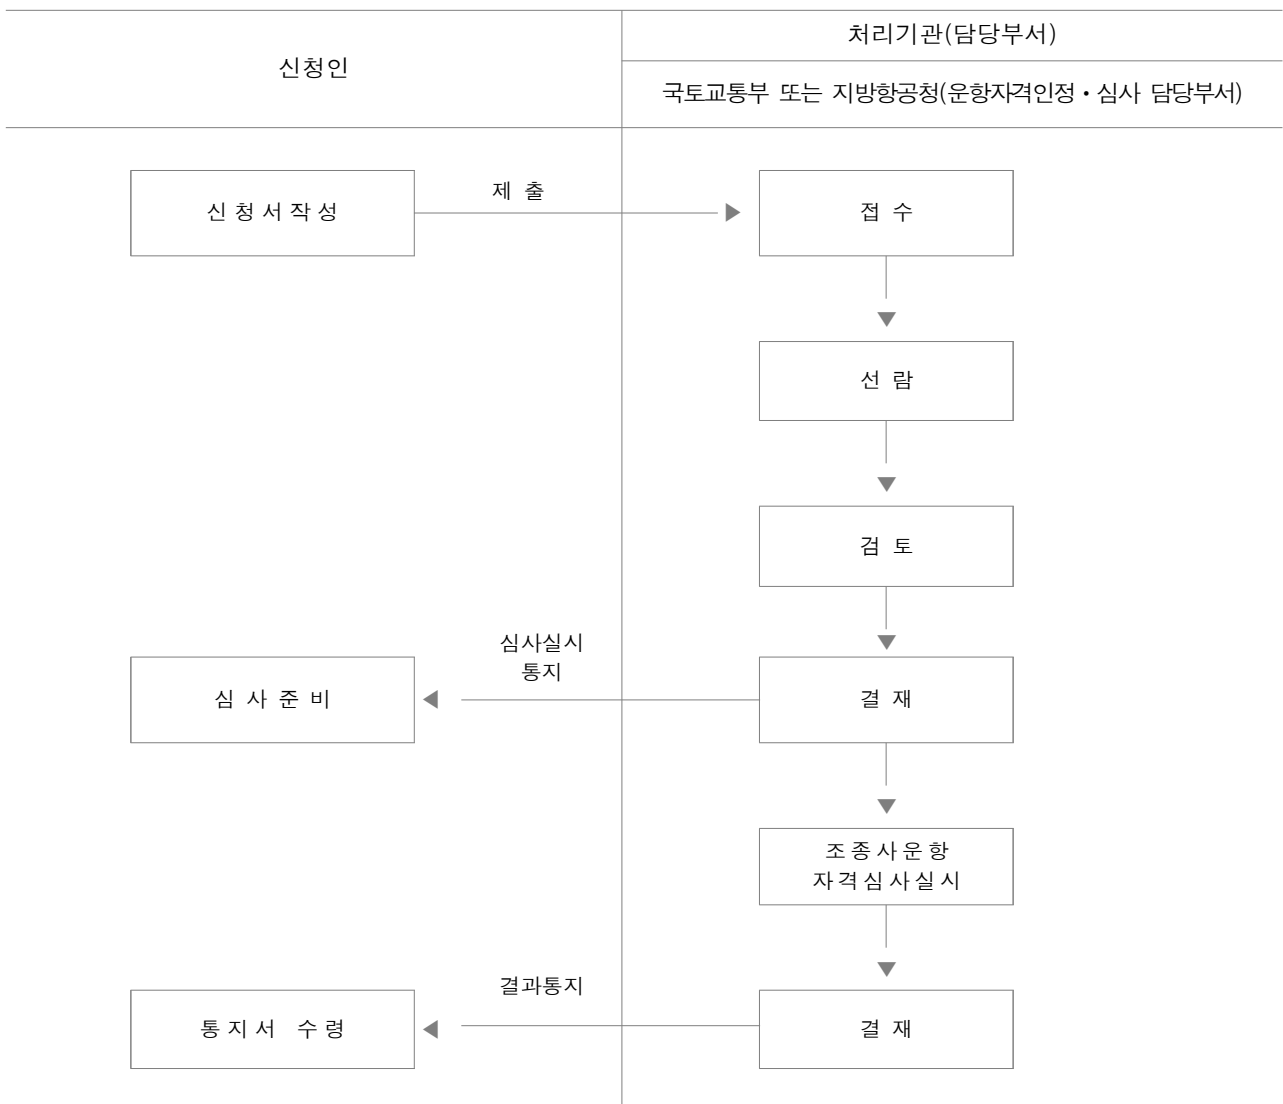 신청인
처리기관(담당부서)
국토교통부 또는 지방항공청(운항자격인정·심사 담당부서)
신청서작성
제 출
접 수
선 람
검 토
심사실시
통지
심 사 준 비
결 재
조종사운항
자격심사실시
결과통지
통지서 수령
결 재